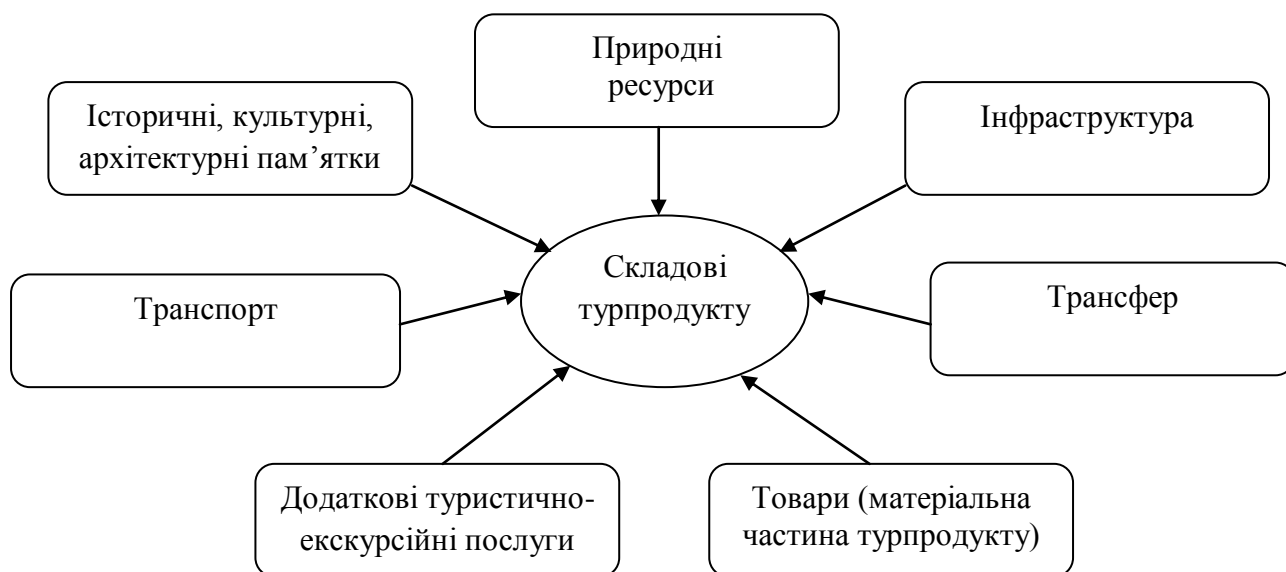 Природні
ресурси
Історичні, культурні,
архітектурні пам’ятки
Інфраструктура
Складові
турпродукту
Транспорт
Трансфер
Додаткові туристично-
екскурсійні послуги
Товари (матеріальна
частина турпродукту)